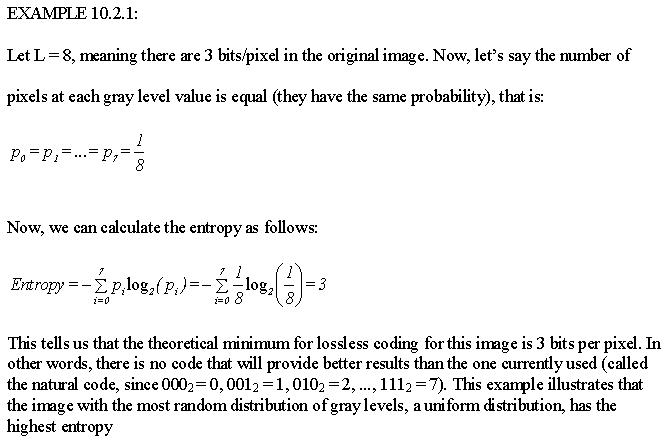 EXAMPLE 10.2.1:
Let L = 8, meaning there are 3 bits/pixel in the original image. Now, let’s say the number of
pixels at each gray level value is equal (they have the same probability), that is:
p₀ = p₁ = ... = p₇ = 1/8
Now, we can calculate the entropy as follows:
Entropy = − Σ_{i=0}^{7} pᵢ log₂(pᵢ) = − Σ_{i=0}^{7} 1/8 log₂(1/8) = 3
This tells us that the theoretical minimum for lossless coding for this image is 3 bits per pixel. In
other words, there is no code that will provide better results than the one currently used (called
the natural code, since 000₂ = 0, 001₂ = 1, 010₂ = 2, ..., 111₂ = 7). This example illustrates that
the image with the most random distribution of gray levels, a uniform distribution, has the
highest entropy